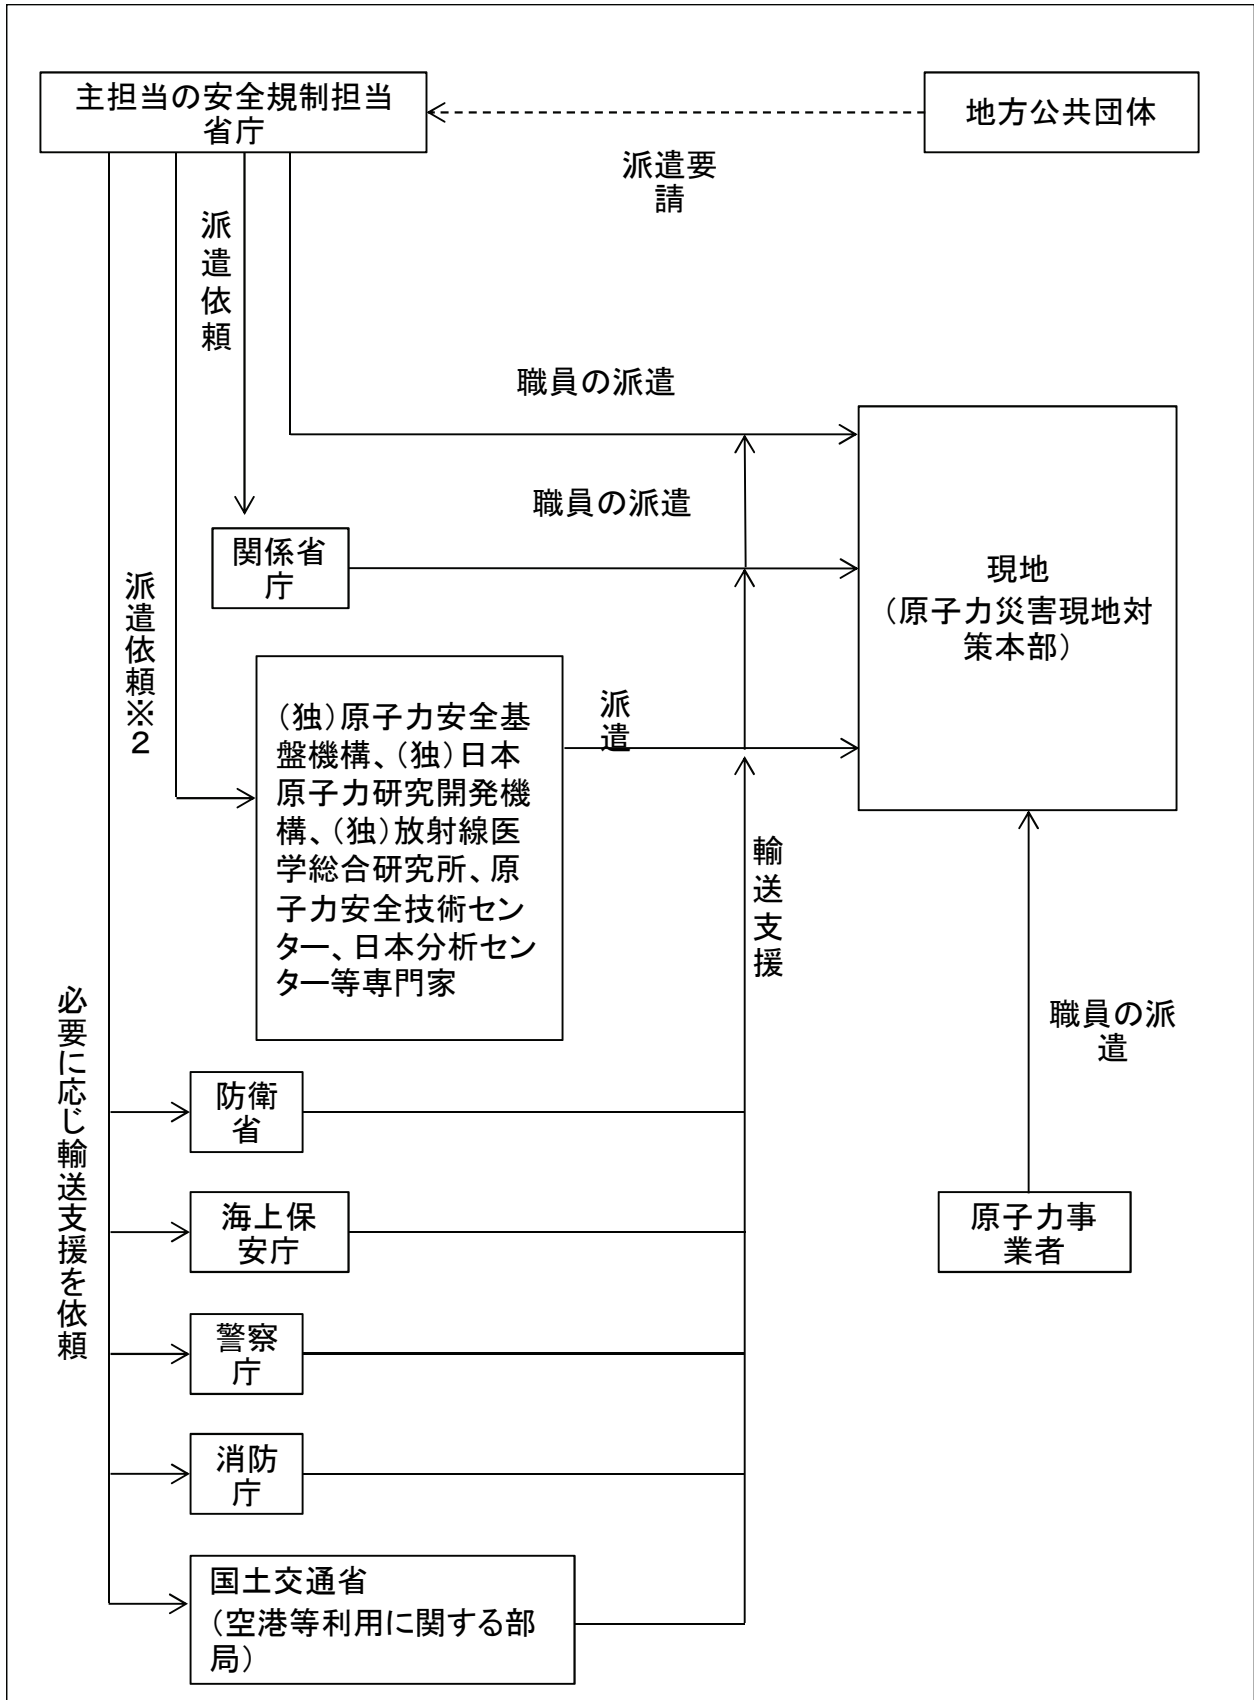 主担当の安全規制担当
省庁
地方公共団体
派遣要
請
派遣依頼
職員の派遣
職員の派遣
関係省
庁
現地
（原子力災害現地対
策本部）
派遣依頼※２
（独）原子力安全基
盤機構、（独）日本
原子力研究開発機
構、（独）放射線医
学総合研究所、原
子力安全技術セン
ター、日本分析セン
ター等専門家
派遣
輸送支援
職員の派
遣
必要に応じ輸送支援を依頼
防衛
省
海上保
安庁
原子力事
業者
警察
庁
消防
庁
国土交通省
（空港等利用に関する部
局）